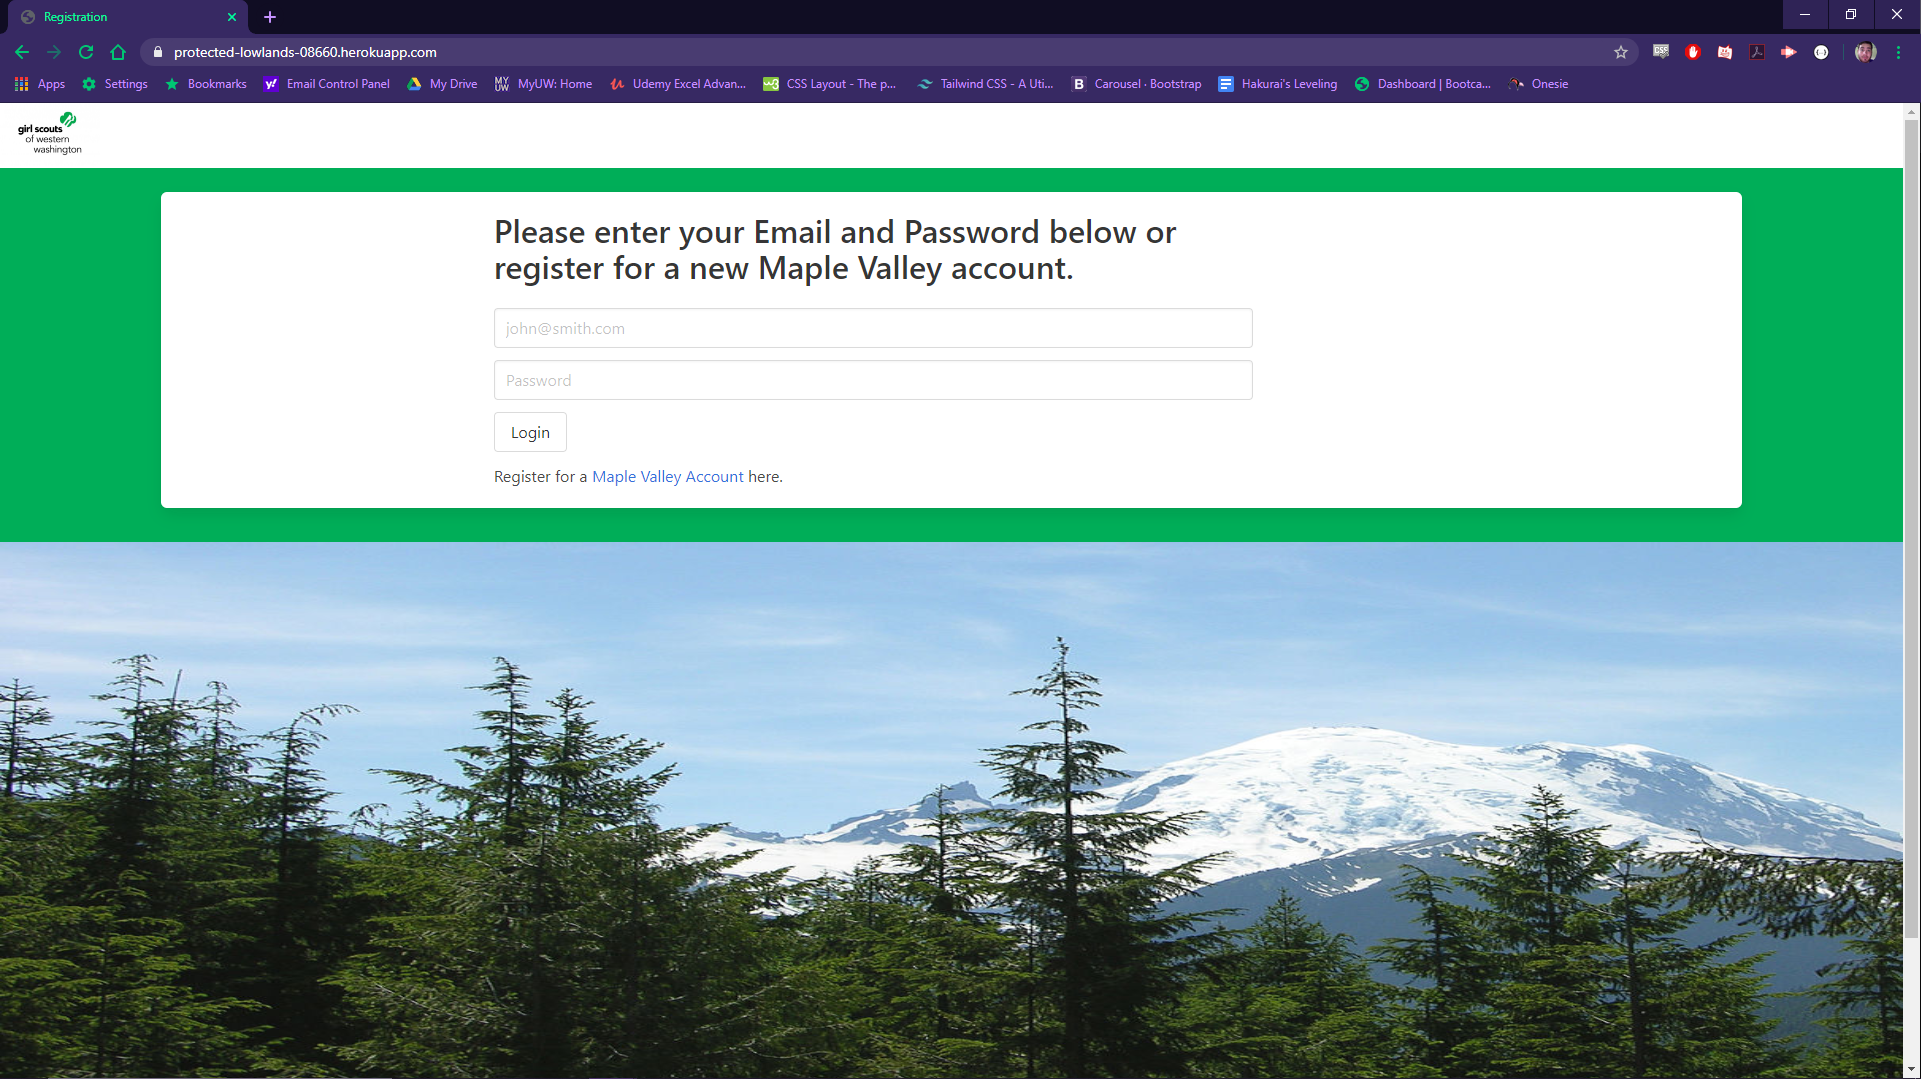 Registration
protected-lowlands-08660.herokuapp.com
Apps Settings Bookmarks Email Control Panel My Drive MyUW: Home Udemy Excel Advan... CSS Layout - The p... Tailwind CSS - A Uti... Carousel · Bootstrap Hakurai's Leveling Dashboard | Bootca... Onesie
girl scouts
of western
washington
Please enter your Email and Password below or
register for a new Maple Valley account.
john@smith.com
Password
Login
Register for a Maple Valley Account here.